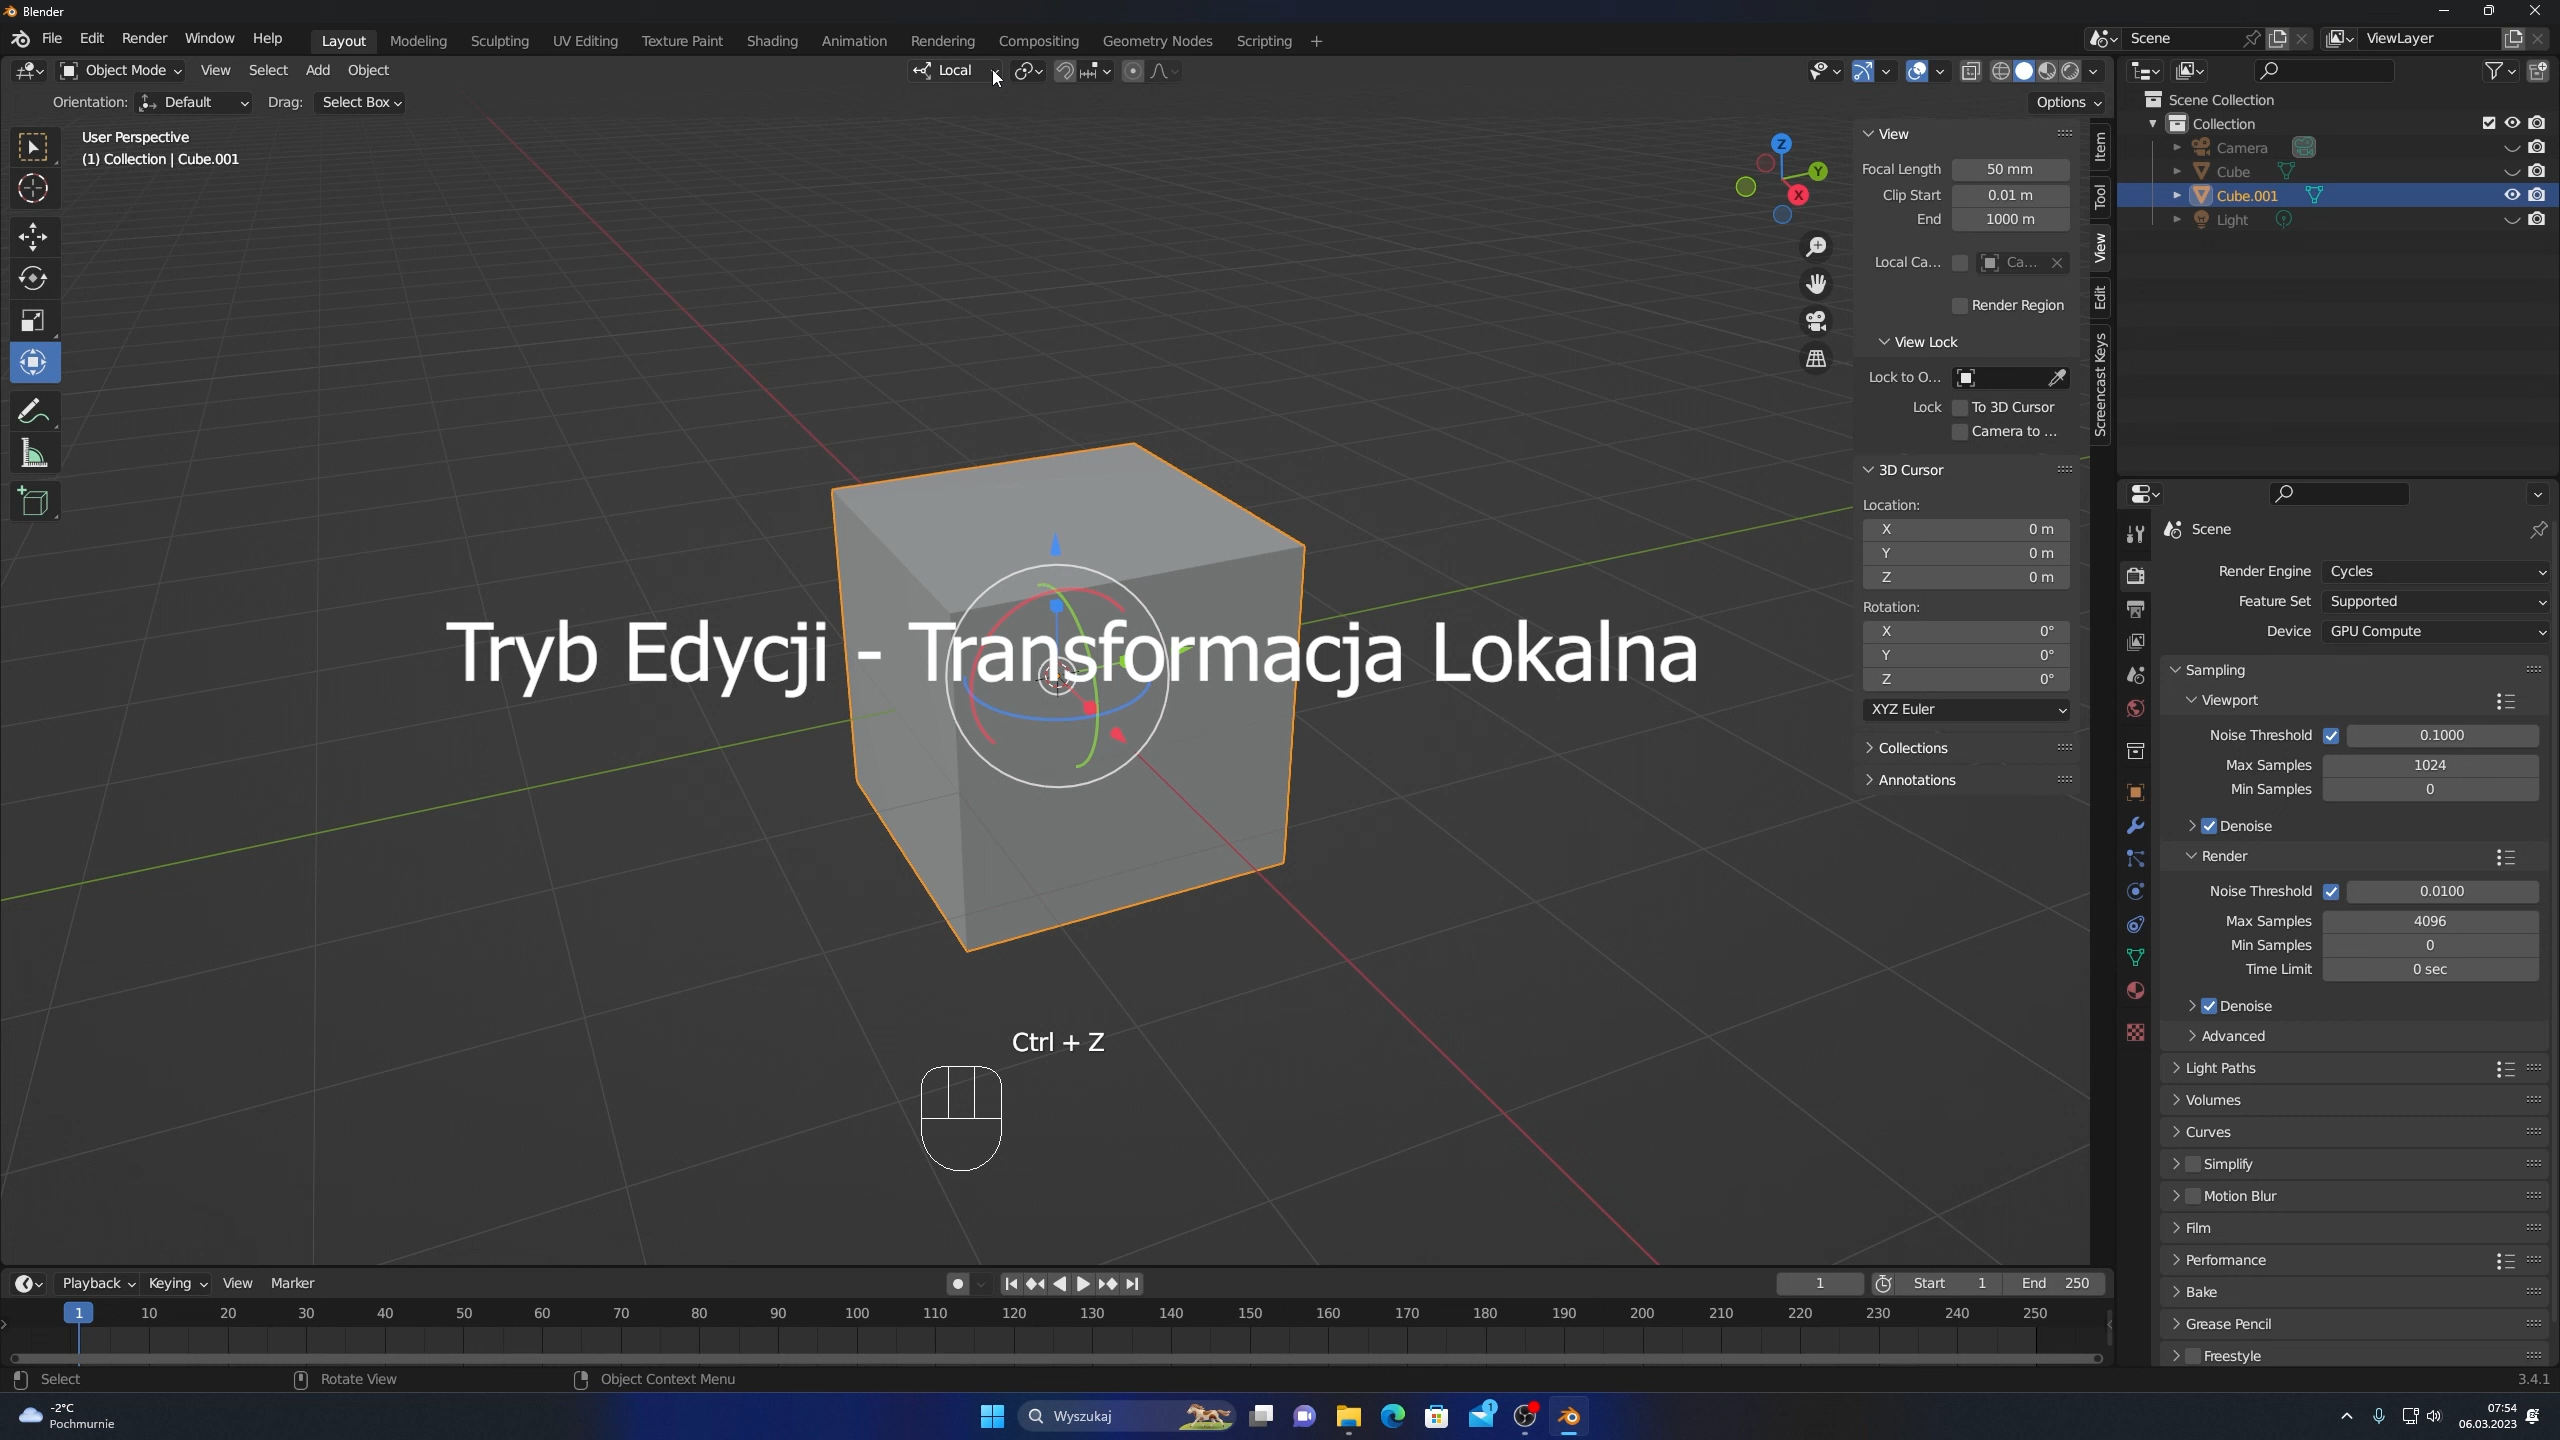 Blender
File Edit Render Window Help
Layout Modeling Sculpting UV Editing Texture Paint Shading Animation Rendering Compositing Geometry Nodes Scripting +
Scene
ViewLayer
Object Mode View Select Add Object
Local
Orientation: Default Drag: Select Box
Options
User Perspective
(1) Collection | Cube.001
Z
Y
X
View
Focal Length 50 mm
Clip Start 0.01 m
End 1000 m
Local Ca... Ca...
Render Region
View Lock
Lock to O...
Lock To 3D Cursor
Camera to ...
3D Cursor
Location:
X 0 m
Y 0 m
Z 0 m
Rotation:
X 0°
Y 0°
Z 0°
XYZ Euler
Collections
Annotations
Item
Tool
View
Edit
Screencast Keys
Scene Collection
Collection
Camera
Cube
Cube.001
Light
Scene
Render Engine Cycles
Feature Set Supported
Device GPU Compute
Sampling
Viewport
Noise Threshold 0.1000
Max Samples 1024
Min Samples 0
Denoise
Render
Noise Threshold 0.0100
Max Samples 4096
Min Samples 0
Time Limit 0 sec
Denoise
Advanced
Light Paths
Volumes
Curves
Simplify
Motion Blur
Film
Performance
Bake
Grease Pencil
Freestyle
Tryb Edycji - Transformacja Lokalna
Ctrl + Z
Playback Keying View Marker
1 Start 1 End 250
1 10 20 30 40 50 60 70 80 90 100 110 120 130 140 150 160 170 180 190 200 210 220 230 240 250
Select Rotate View Object Context Menu
3.4.1
-2°C
Pochmurnie
Wyszukaj
1
07:54
06.03.2023